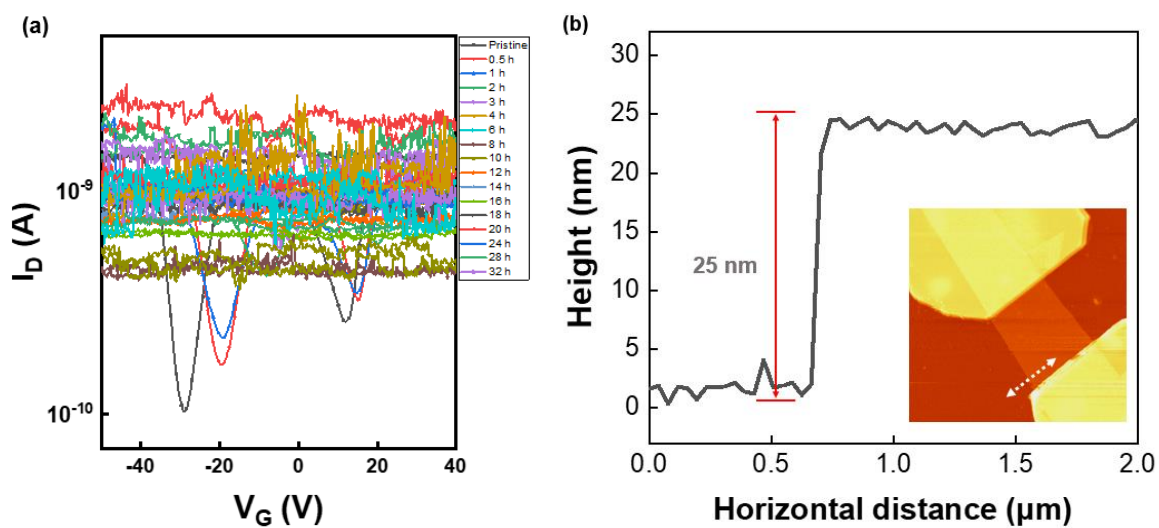 (a)
I_D (A)
10⁻⁹
10⁻¹⁰
-40
-20
0
20
40
V_G (V)
Pristine
0.5 h
1 h
2 h
3 h
4 h
6 h
8 h
10 h
12 h
14 h
16 h
18 h
20 h
24 h
28 h
32 h
(b)
Height (nm)
30
25
20
15
10
5
0
25 nm
0.0
0.5
1.0
1.5
2.0
Horizontal distance (μm)